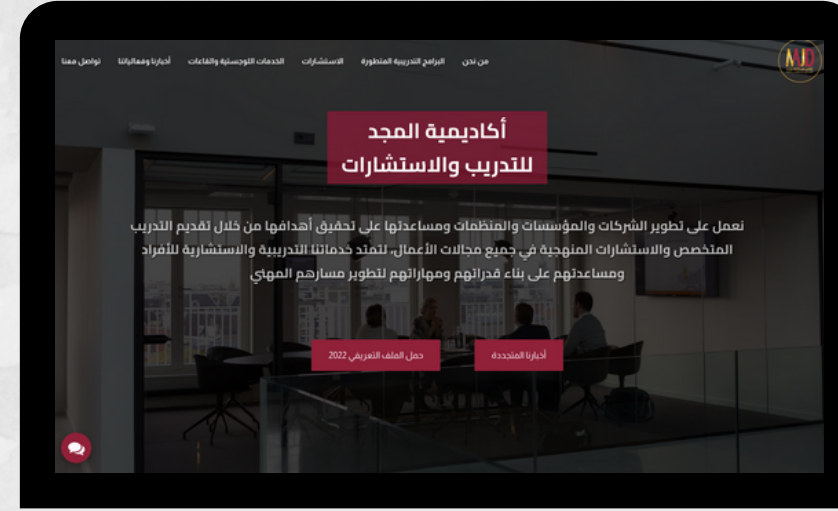 MJD
من نحن البرامج التدريبية المتطورة الاستشارات الخدمات اللوجستية والقاعات أخبارنا وفعالياتنا تواصل معنا
أكاديمية المجد
للتدريب والاستشارات
نعمل على تطوير الشركات والمؤسسات والمنظمات ومساعدتها على تحقيق أهدافها من خلال تقديم التدريب
المتخصص والاستشارات المنهجية في جميع مجالات الأعمال، لتمتد خدماتنا التدريبية والاستشارية للأفراد
ومساعدتهم على بناء قدراتهم ومهاراتهم لتطوير مسارهم المهني
أخبارنا المتجددة
حمل الملف التعريفي 2022